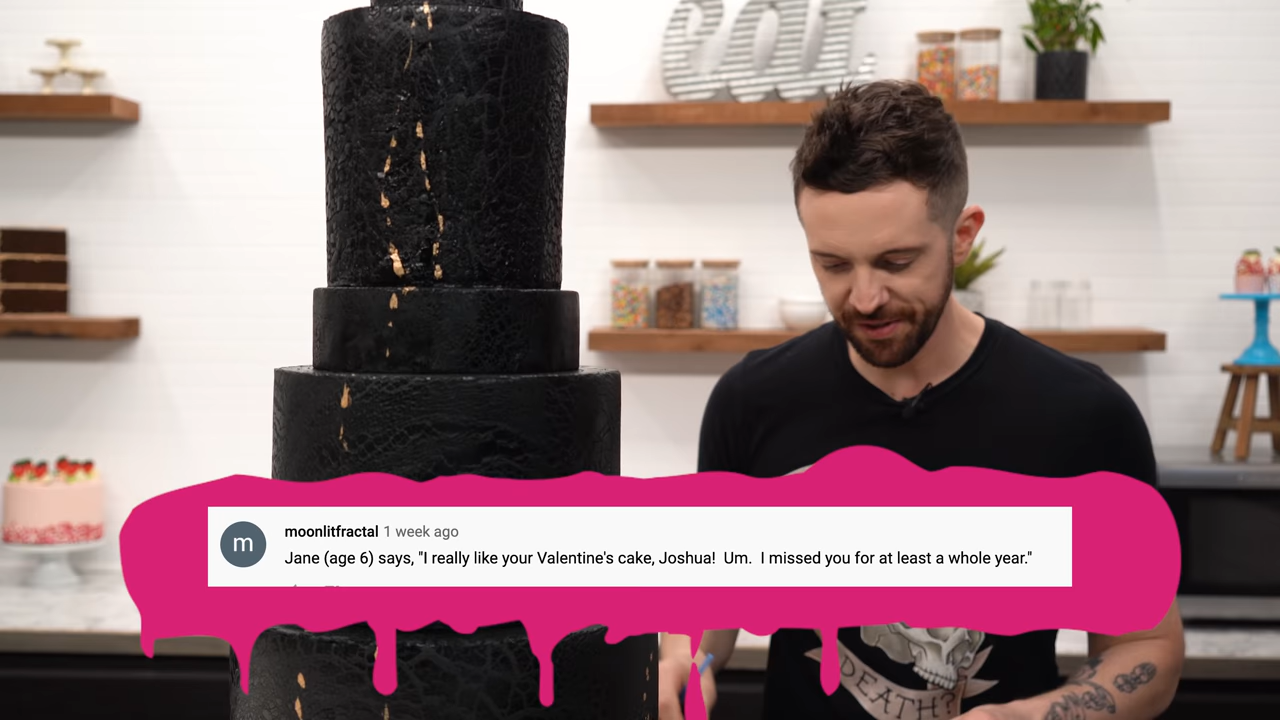 eat
m
moonlitfractal 1 week ago
Jane (age 6) says, "I really like your Valentine's cake, Joshua!  Um.  I missed you for at least a whole year."
DEATH?